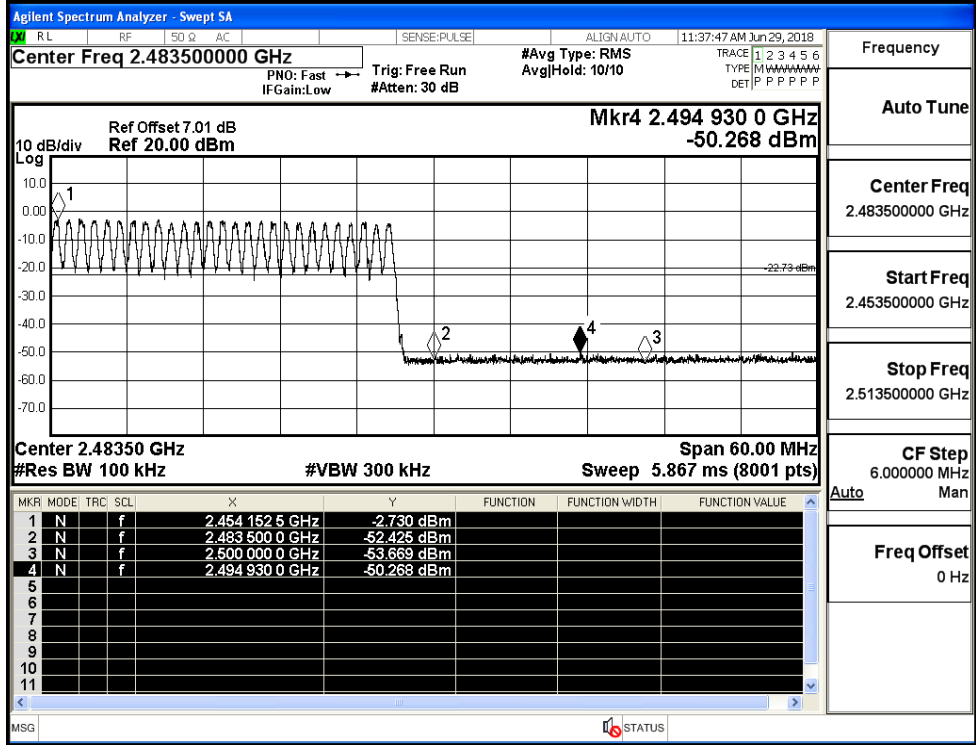 Agilent Spectrum Analyzer - Swept SA
LXI RL RF 50 Ω AC SENSE:PULSE ALIGN AUTO 11:37:47 AM Jun 29, 2018
Center Freq 2.483500000 GHz
PNO: Fast
IFGain:Low
Trig: Free Run
#Atten: 30 dB
#Avg Type: RMS
Avg|Hold: 10/10
TRACE 1 2 3 4 5 6
TYPE M WWWWW
DET P P P P P P
Mkr4 2.494 930 0 GHz
-50.268 dBm
Ref Offset 7.01 dB
10 dB/div Ref 20.00 dBm
Log
10.0
0.00
-10.0
-20.0
-30.0
-40.0
-50.0
-60.0
-70.0
1
-22.73 dBm
2
4
3
Center 2.48350 GHz Span 60.00 MHz
#Res BW 100 kHz #VBW 300 kHz Sweep 5.867 ms (8001 pts)
MKR MODE TRC SCL X Y FUNCTION FUNCTION WIDTH FUNCTION VALUE
1 N f 2.454 152 5 GHz -2.730 dBm
2 N f 2.483 500 0 GHz -52.425 dBm
3 N f 2.500 000 0 GHz -53.669 dBm
4 N f 2.494 930 0 GHz -50.268 dBm
5
6
7
8
9
10
11
MSG STATUS
Frequency
Auto Tune
Center Freq
2.483500000 GHz
Start Freq
2.453500000 GHz
Stop Freq
2.513500000 GHz
CF Step
6.000000 MHz
Auto Man
Freq Offset
0 Hz